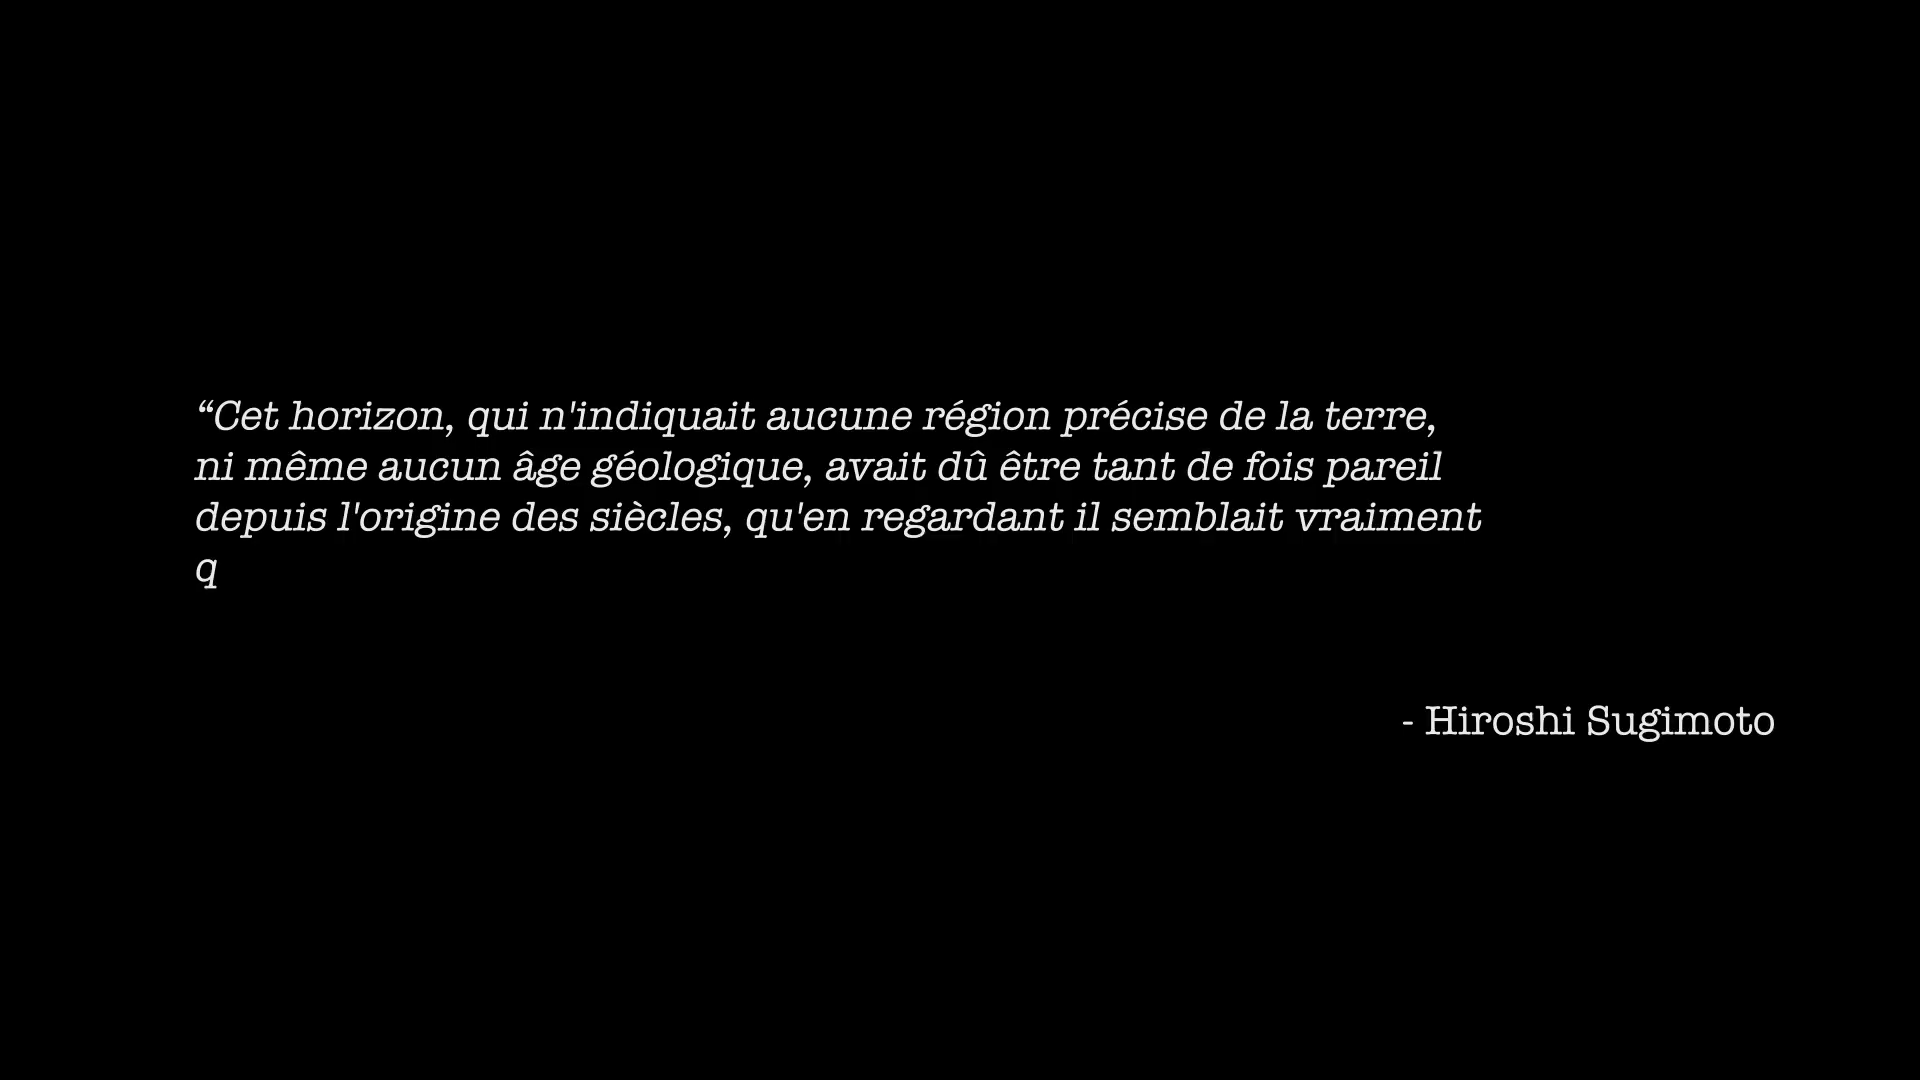 “Cet horizon, qui n'indiquait aucune région précise de la terre,
ni même aucun âge géologique, avait dû être tant de fois pareil
depuis l'origine des siècles, qu'en regardant il semblait vraiment
q
- Hiroshi Sugimoto